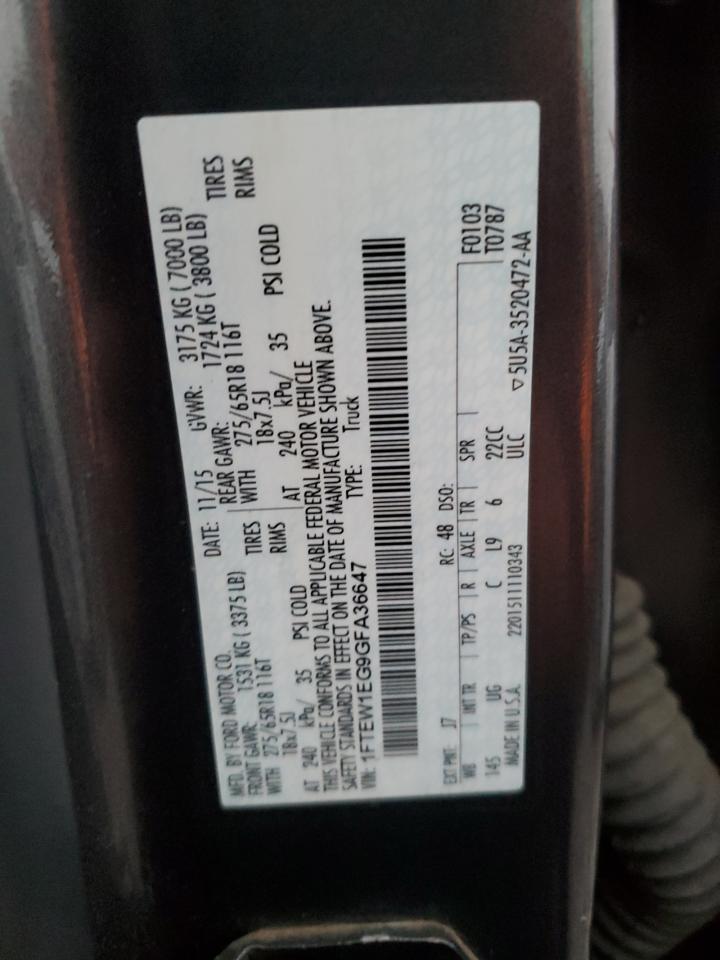 MFD. BY FORD MOTOR CO.
DATE: 11/15 GVWR: 3175 KG ( 7000 LB)
FRONT GAWR: 1531 KG ( 3375 LB) REAR GAWR: 1724 KG ( 3800 LB)
WITH 275/65R18 116T TIRES WITH 275/65R18 116T TIRES
18x7.5J RIMS 18x7.5J RIMS
AT 240 kPa/ 35 PSI COLD AT 240 kPa/ 35 PSI COLD
THIS VEHICLE CONFORMS TO ALL APPLICABLE FEDERAL MOTOR VEHICLE
SAFETY STANDARDS IN EFFECT ON THE DATE OF MANUFACTURE SHOWN ABOVE.
VIN: 1FTEW1EG9GFA36647 TYPE: Truck
EXT PNT: J7 RC: 48 DSO: F0103
WB INT TR TP/PS R AXLE TR SPR T0787
145 UG C L9 6 22CC
MADE IN U.S.A. 2201511110343 ULC ▽5U5A-3520472-AA